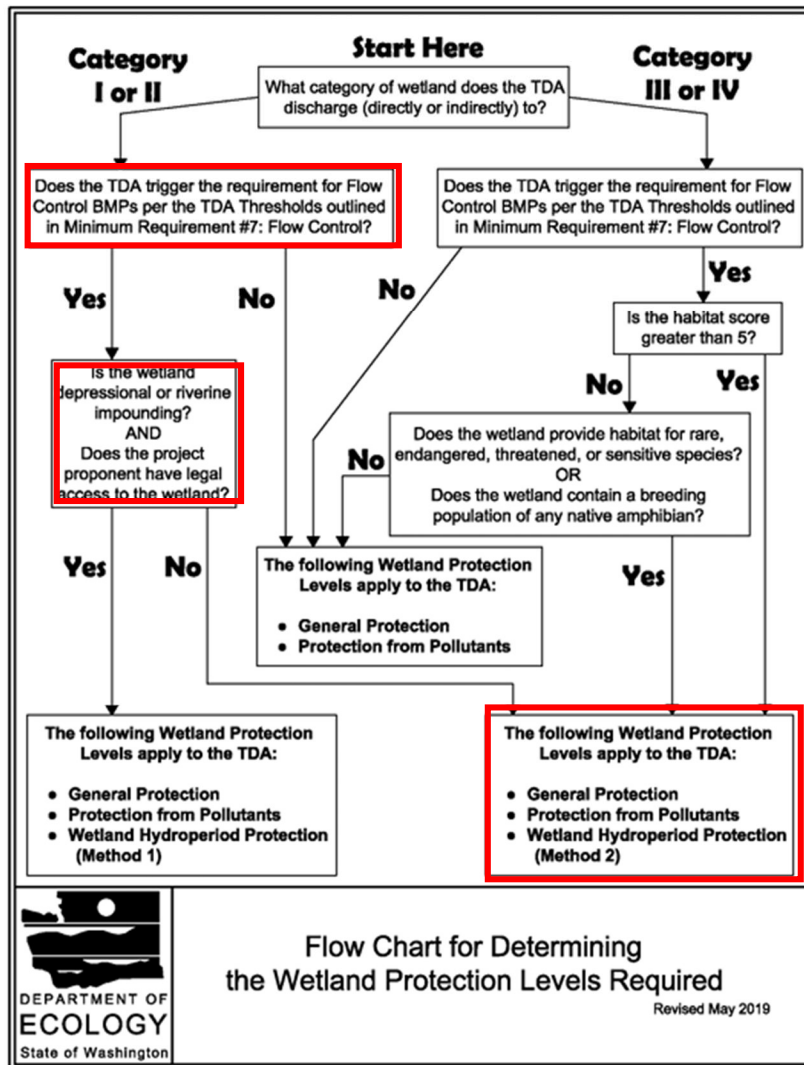 Start Here
Category
I or II
Category
III or IV
What category of wetland does the TDA
discharge (directly or indirectly) to?
Does the TDA trigger the requirement for Flow
Control BMPs per the TDA Thresholds outlined
in Minimum Requirement #7: Flow Control?
Does the TDA trigger the requirement for Flow
Control BMPs per the TDA Thresholds outlined
in Minimum Requirement #7: Flow Control?
Yes
No
No
Yes
Is the habitat score
greater than 5?
Is the wetland
depressional or riverine
impounding?
AND
Does the project
proponent have legal
access to the wetland?
No
Yes
Does the wetland provide habitat for rare,
endangered, threatened, or sensitive species?
OR
Does the wetland contain a breeding
population of any native amphibian?
No
Yes
No
Yes
The following Wetland Protection
Levels apply to the TDA:
● General Protection
● Protection from Pollutants
The following Wetland Protection
Levels apply to the TDA:
● General Protection
● Protection from Pollutants
● Wetland Hydroperiod Protection
(Method 1)
The following Wetland Protection
Levels apply to the TDA:
● General Protection
● Protection from Pollutants
● Wetland Hydroperiod Protection
(Method 2)
DEPARTMENT OF
ECOLOGY
State of Washington
Flow Chart for Determining
the Wetland Protection Levels Required
Revised May 2019